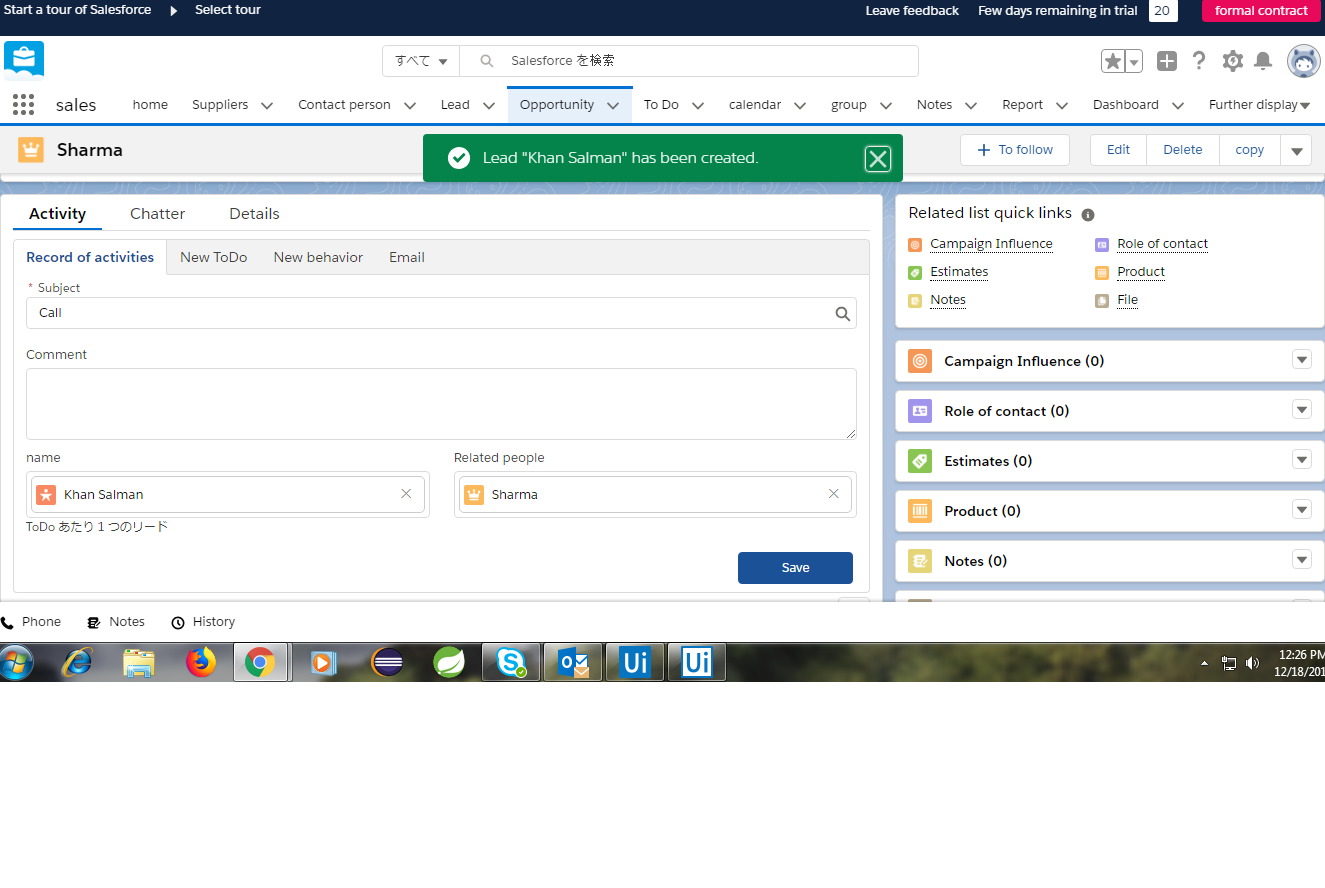 Start a tour of Salesforce Select tour Leave feedback Few days remaining in trial 20 formal contract
すべて Salesforce を検索
sales home Suppliers Contact person Lead Opportunity To Do calendar group Notes Report Dashboard Further display
Sharma
Lead "Khan Salman" has been created.
+ To follow Edit Delete copy
Activity Chatter Details
Record of activities New ToDo New behavior Email
* Subject
Call
Comment
name
Khan Salman
ToDo あたり 1 つのリード
Related people
Sharma
Save
Related list quick links
Campaign Influence Role of contact
Estimates Product
Notes File
Campaign Influence (0)
Role of contact (0)
Estimates (0)
Product (0)
Notes (0)
Phone Notes History
12:26 PM
12/18/201